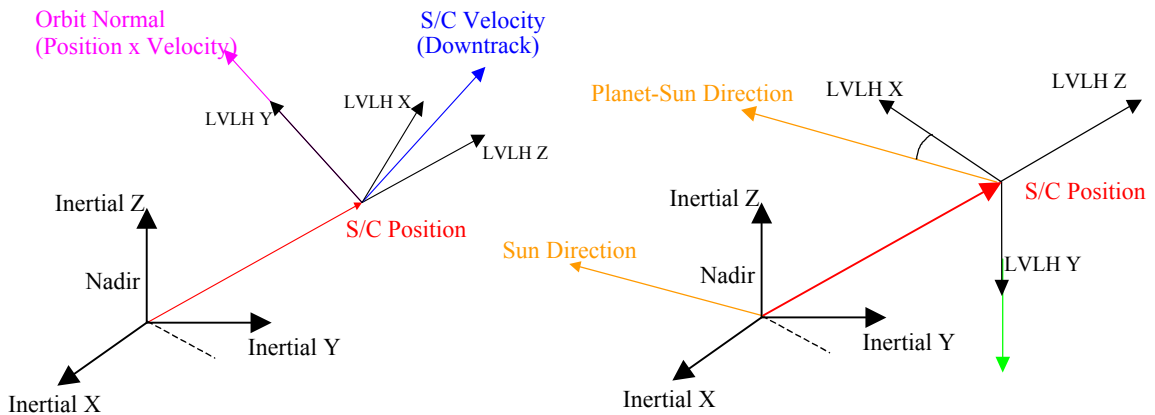 Orbit Normal
(Position x Velocity)
S/C Velocity
(Downtrack)
LVLH Y
LVLH X
LVLH Z
Inertial Z
S/C Position
Nadir
Inertial Y
Inertial X
Planet-Sun Direction
LVLH X
LVLH Z
Inertial Z
S/C Position
Sun Direction
Nadir
LVLH Y
Inertial Y
Inertial X